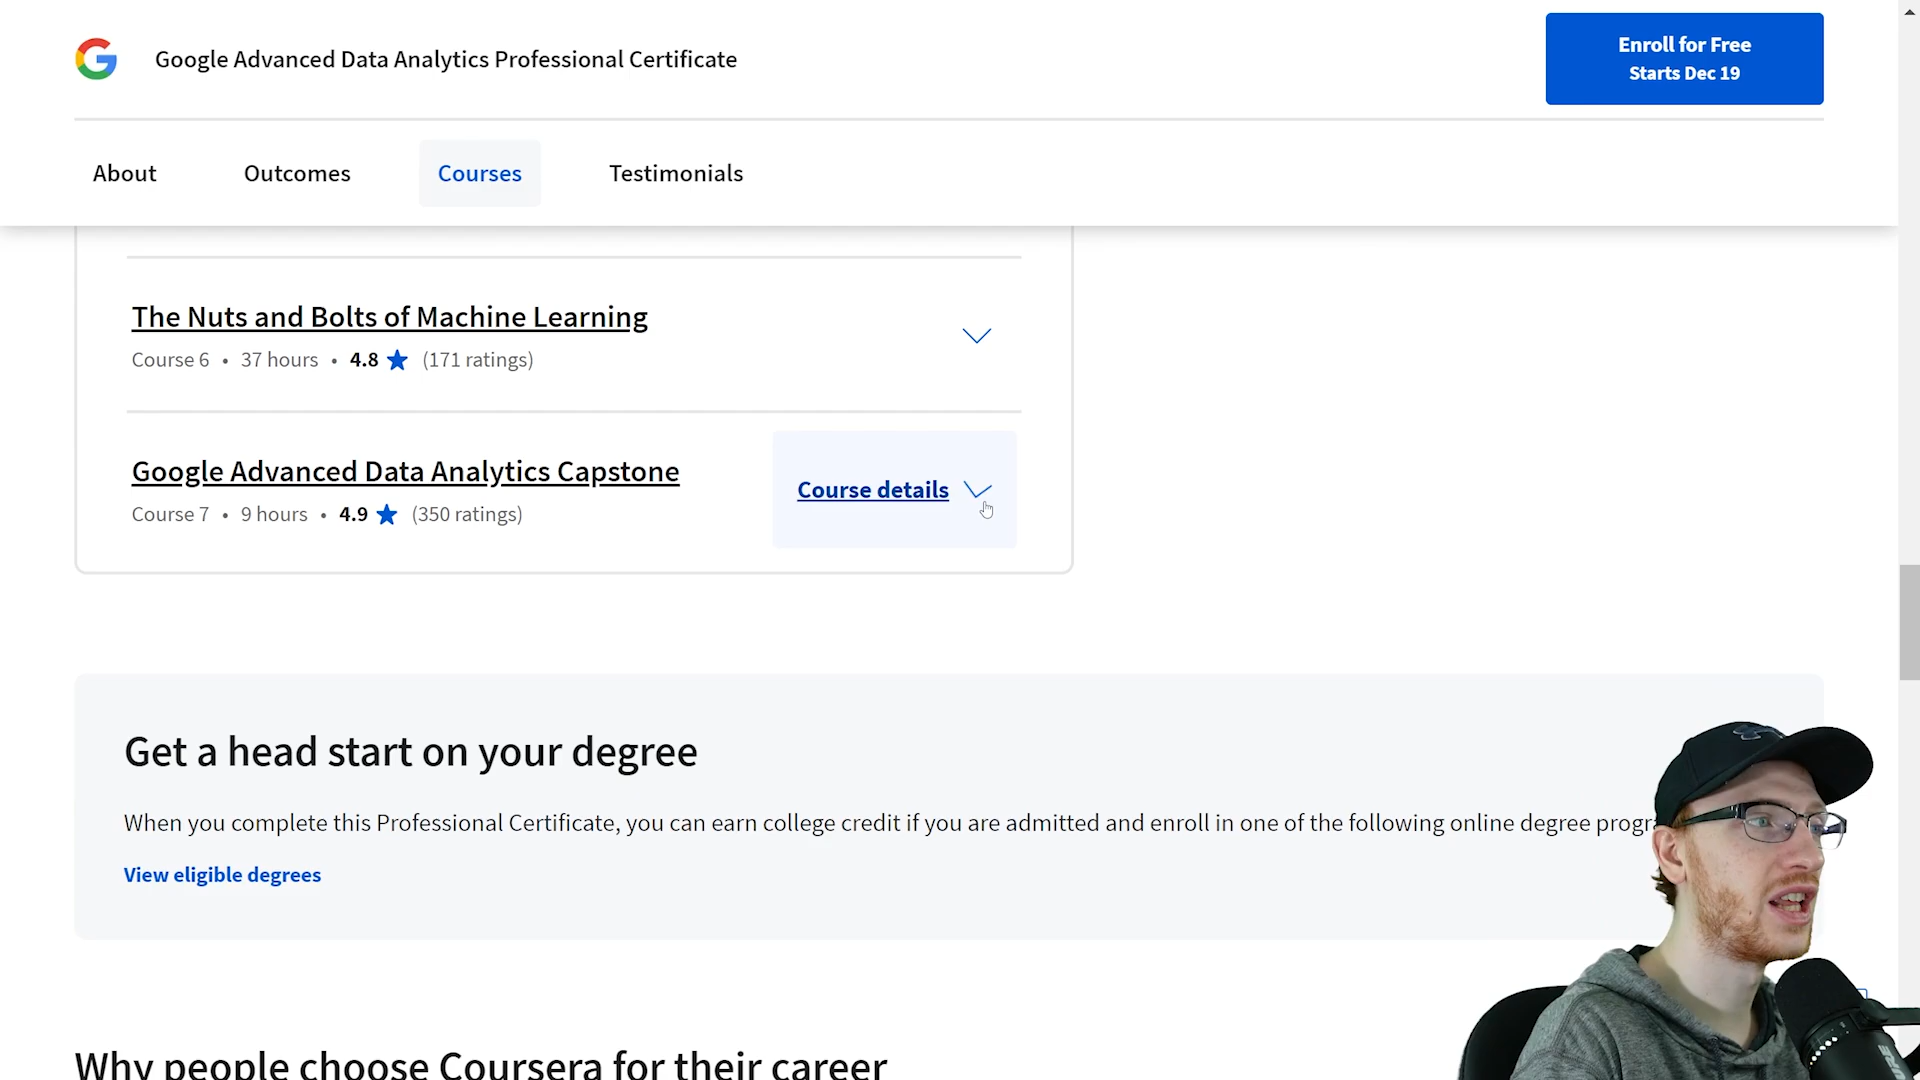 Google Advanced Data Analytics Professional Certificate
Enroll for Free
Starts Dec 19
About
Outcomes
Courses
Testimonials
The Nuts and Bolts of Machine Learning
Course 6 • 37 hours • 4.8 ★ (171 ratings)
Google Advanced Data Analytics Capstone
Course 7 • 9 hours • 4.9 ★ (350 ratings)
Course details
Get a head start on your degree
When you complete this Professional Certificate, you can earn college credit if you are admitted and enroll in one of the following online degree
View eligible degrees
Why people choose Coursera for their career